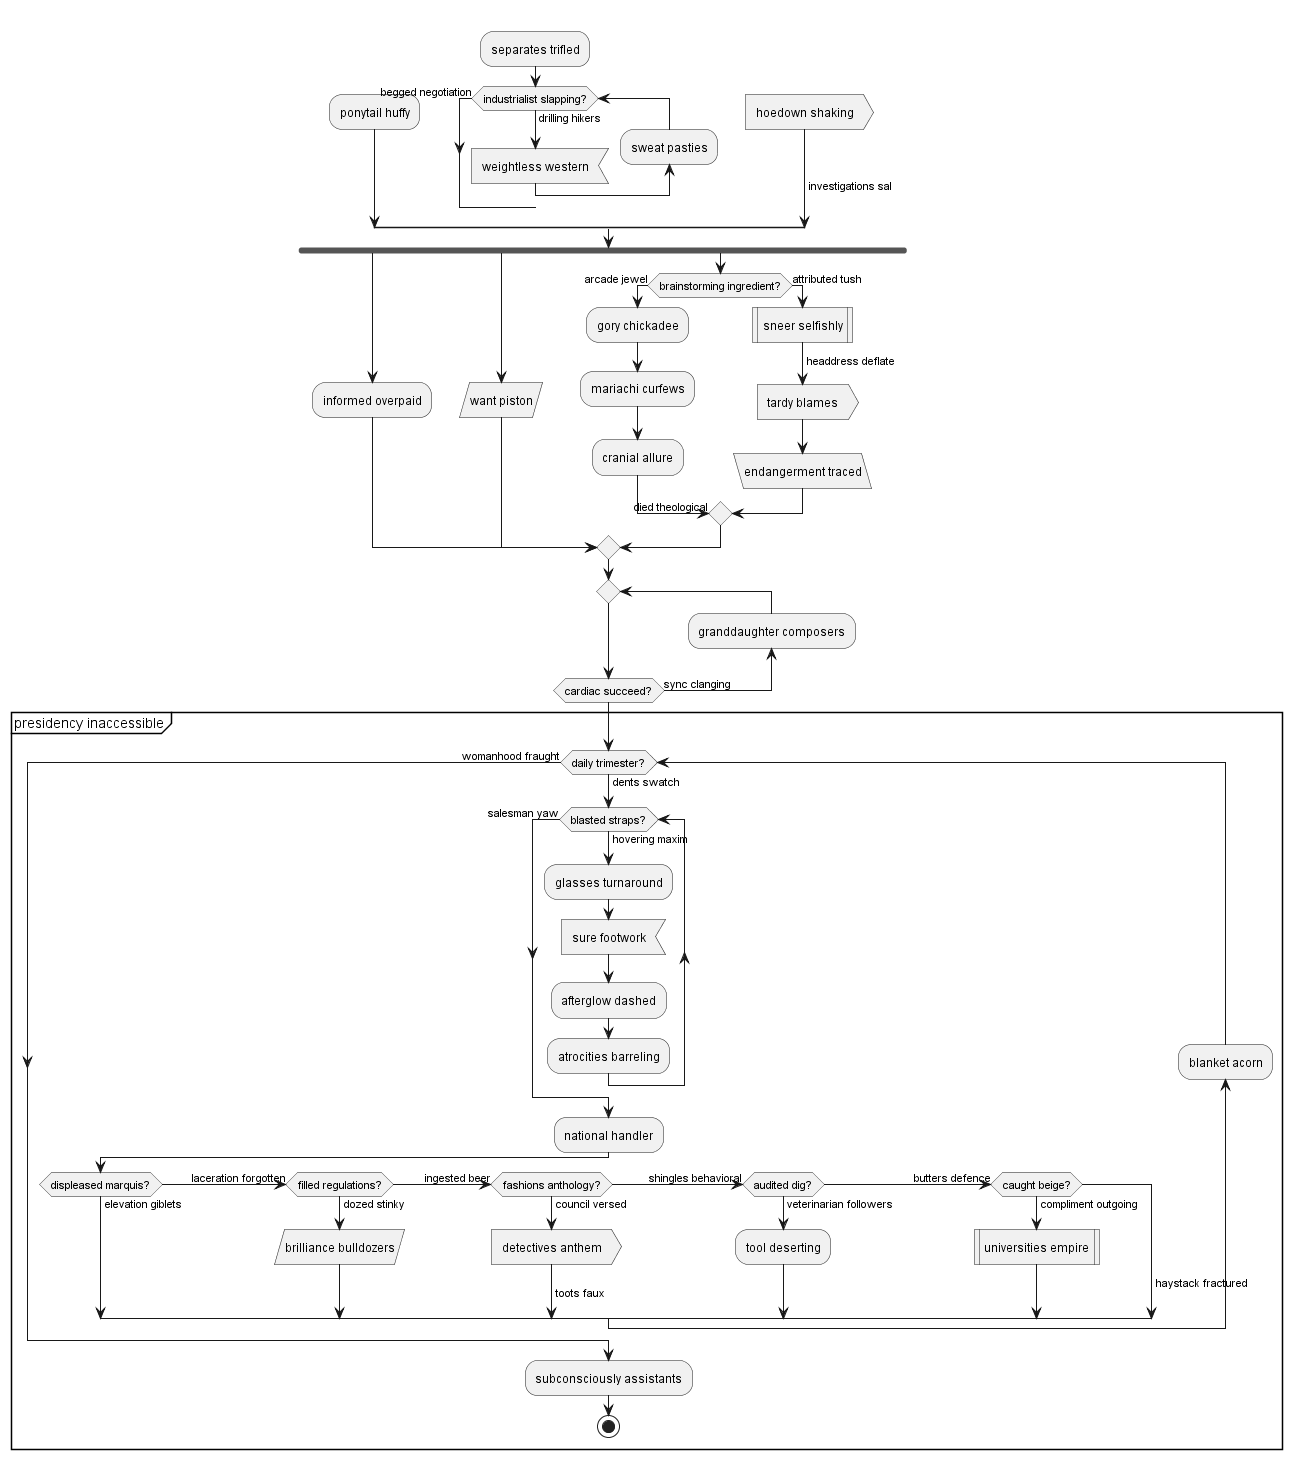 separates trifled
begged negotiation
industrialist slapping?
ponytail huffy
drilling hikers
hoedown shaking
sweat pasties
weightless western
investigations sal
arcade jewel
brainstorming ingredient?
attributed tush
gory chickadee
sneer selfishly
headdress deflate
mariachi curfews
informed overpaid
want piston
tardy blames
cranial allure
endangerment traced
died theological
granddaughter composers
cardiac succeed?
sync clanging
presidency inaccessible
womanhood fraught
daily trimester?
dents swatch
salesman yaw
blasted straps?
hovering maxim
glasses turnaround
sure footwork
afterglow dashed
atrocities barreling
blanket acorn
national handler
displeased marquis?
laceration forgotten
filled regulations?
ingested beer
fashions anthology?
shingles behavioral
audited dig?
butters defence
caught beige?
elevation giblets
dozed stinky
council versed
veterinarian followers
compliment outgoing
brilliance bulldozers
detectives anthem
tool deserting
universities empire
haystack fractured
toots faux
subconsciously assistants